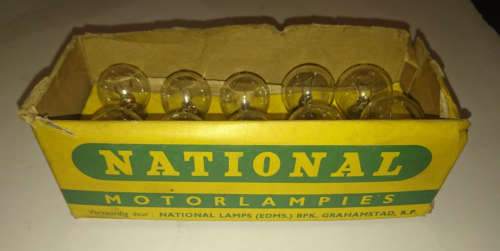 NATIONAL
MOTORLAMPIES
Vervaardig deur : NATIONAL LAMPS (EDMS.) BPK, GRAHAMSTAD, K.P.